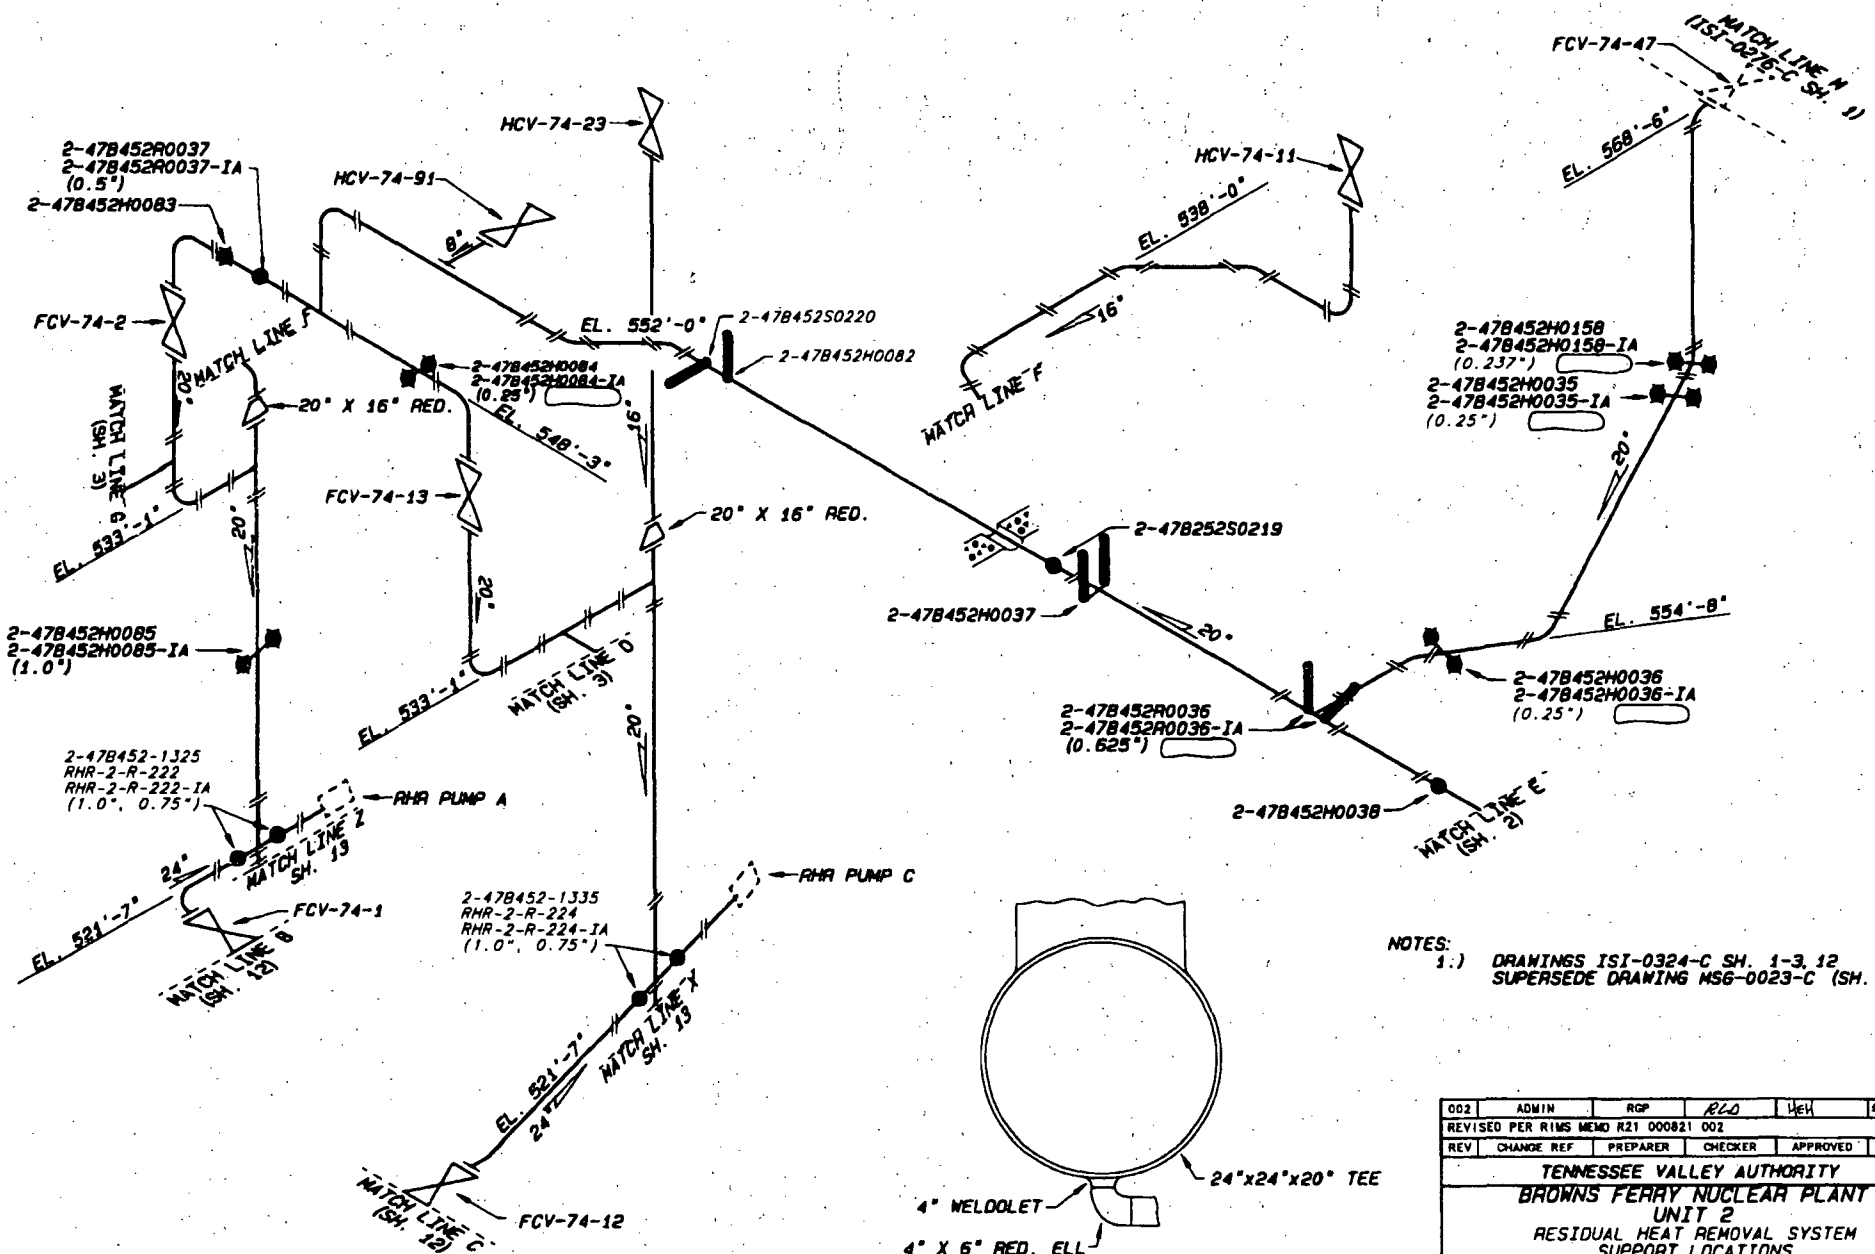 MATCH LINE M
(ISI-0276-C SH. 1)
FCV-74-47
EL. 568'-6"
HCV-74-23
HCV-74-11
2-47B452R0037
2-47B452R0037-IA
(0.5")
2-47B452H0083
HCV-74-91
8"
EL. 538'-0"
16"
FCV-74-2
MATCH LINE F
20"
EL. 552'-0"
2-47B452S0220
2-47B452H0082
2-47B452H0084
2-47B452H0084-IA
(0.25")
EL. 548'-3"
20" X 16" RED.
16"
MATCH LINE F
2-47B452H0158
2-47B452H0158-IA
(0.237")
2-47B452H0035
2-47B452H0035-IA
(0.25")
20"
MATCH LINE G
(SH. 3)
FCV-74-13
20" X 16" RED.
2-47B252S0219
EL. 533'-1"
20"
20"
2-47B452H0037
20"
EL. 554'-8"
2-47B452H0085
2-47B452H0085-IA
(1.0")
MATCH LINE D
(SH. 3)
EL. 533'-1"
20"
2-47B452H0036
2-47B452H0036-IA
(0.25")
2-47B452R0036
2-47B452R0036-IA
(0.625")
2-47B452H0038
MATCH LINE E
(SH. 2)
2-47B452-1325
RHR-2-R-222
RHR-2-R-222-IA
(1.0", 0.75")
RHR PUMP A
MATCH LINE Z
SH. 13
24"
EL. 521'-7"
FCV-74-1
MATCH LINE B
(SH. 12)
2-47B452-1335
RHR-2-R-224
RHR-2-R-224-IA
(1.0", 0.75")
RHR PUMP C
MATCH LINE X
SH. 13
EL. 521'-7"
24"
MATCH LINE C
(SH. 12)
FCV-74-12
24"x24"x20" TEE
4" WELDOLET
4" X 6" RED. ELL
NOTES:
1.) DRAWINGS ISI-0324-C SH. 1-3, 12
SUPERSEDE DRAWING MSG-0023-C (SH.
002 ADMIN RGP RLD HEH
REVISED PER RIMS MEMO R21 000821 002
REV CHANGE REF PREPARER CHECKER APPROVED
TENNESSEE VALLEY AUTHORITY
BROWNS FERRY NUCLEAR PLANT
UNIT 2
RESIDUAL HEAT REMOVAL SYSTEM
SUPPORT LOCATIONS